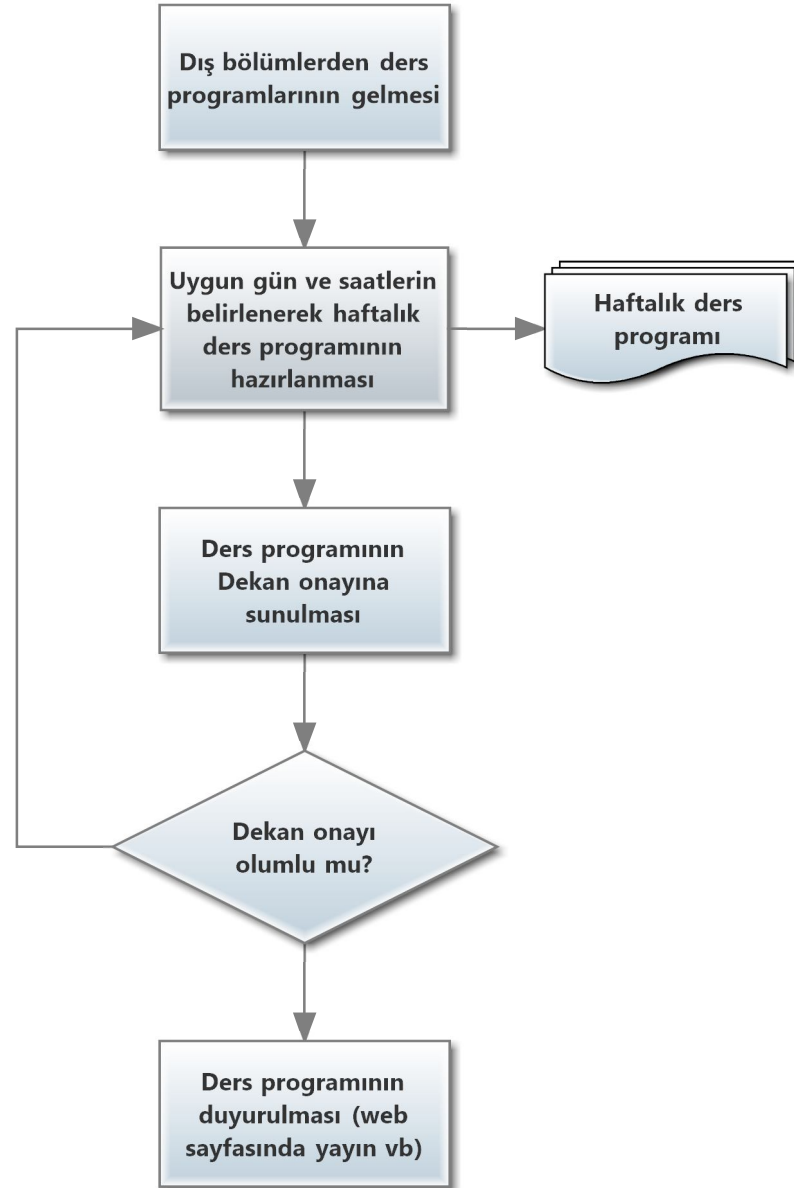 Dış bölümlerden ders
programlarının gelmesi
Uygun gün ve saatlerin
belirlenerek haftalık
ders programının
hazırlanması
Haftalık ders
programı
Ders programının
Dekan onayına
sunulması
Dekan onayı
olumlu mu?
Ders programının
duyurulması (web
sayfasında yayın vb)